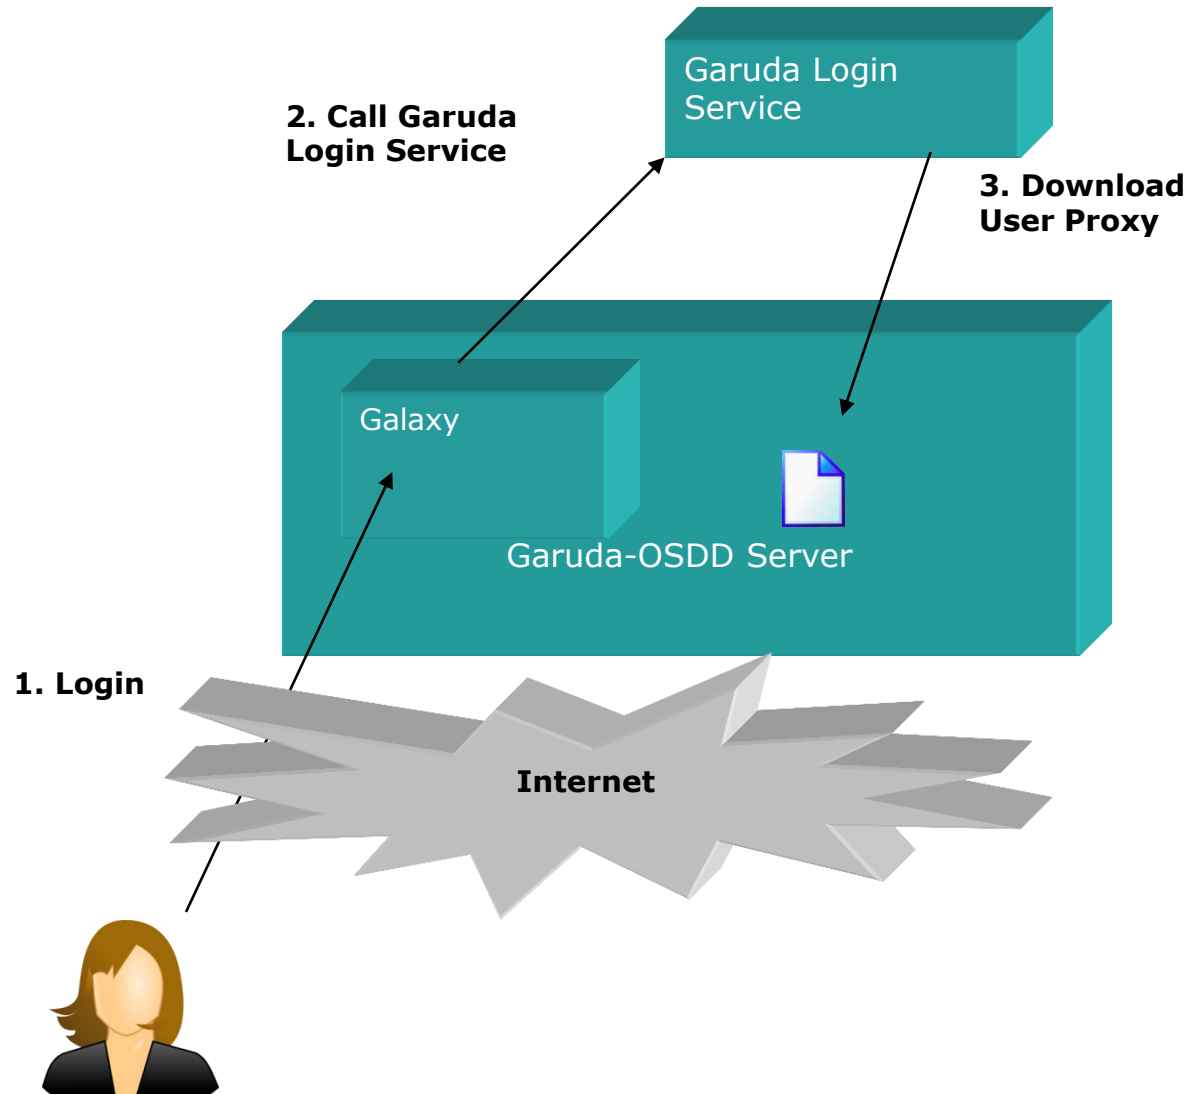 Garuda Login
Service
2. Call Garuda
Login Service
3. Download
User Proxy
Galaxy
Garuda-OSDD Server
1. Login
Internet